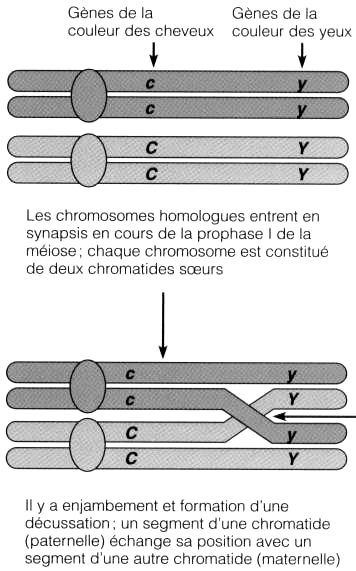 Gènes de la
couleur des cheveux
Gènes de la
couleur des yeux
c y
c y
C Y
C Y
Les chromosomes homologues entrent en
synapsis en cours de la prophase I de la
méiose ; chaque chromosome est constitué
de deux chromatides sœurs
c y
c Y
C y
C Y
Il y a enjambement et formation d'une
décussation ; un segment d'une chromatide
(paternelle) échange sa position avec un
segment d'une autre chromatide (maternelle)